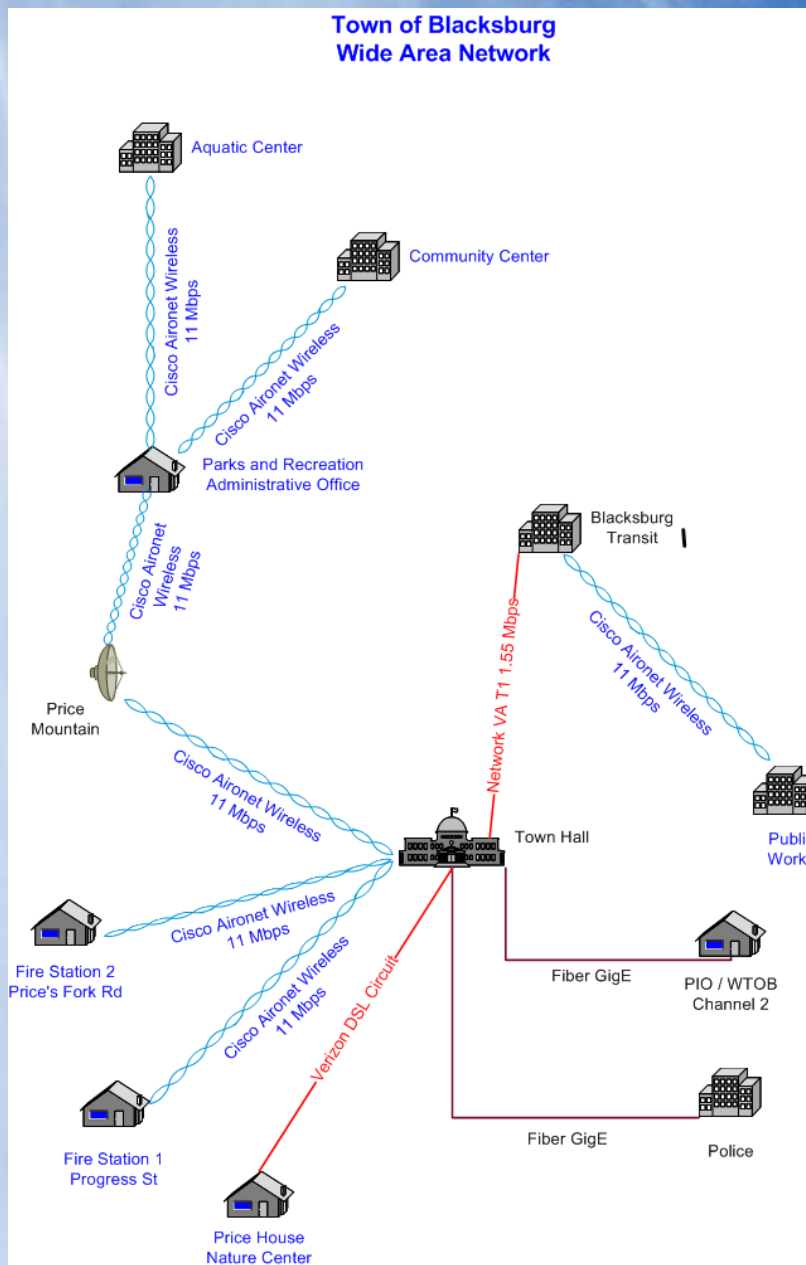 Town of Blacksburg
Wide Area Network
Aquatic Center
Cisco Aironet Wireless
11 Mbps
Community Center
Cisco Aironet Wireless
11 Mbps
Parks and Recreation
Administrative Office
Cisco Aironet
Wireless
11 Mbps
Blacksburg
Transit
Network VA T1 1.55 Mbps
Cisco Aironet Wireless
11 Mbps
Price
Mountain
Cisco Aironet Wireless
11 Mbps
Town Hall
Publi
Work
Cisco Aironet Wireless
11 Mbps
Fire Station 2
Price's Fork Rd
Cisco Aironet Wireless
11 Mbps
Verizon DSL Circuit
Fiber GigE
PIO / WTOB
Channel 2
Fiber GigE
Police
Fire Station 1
Progress St
Price House
Nature Center